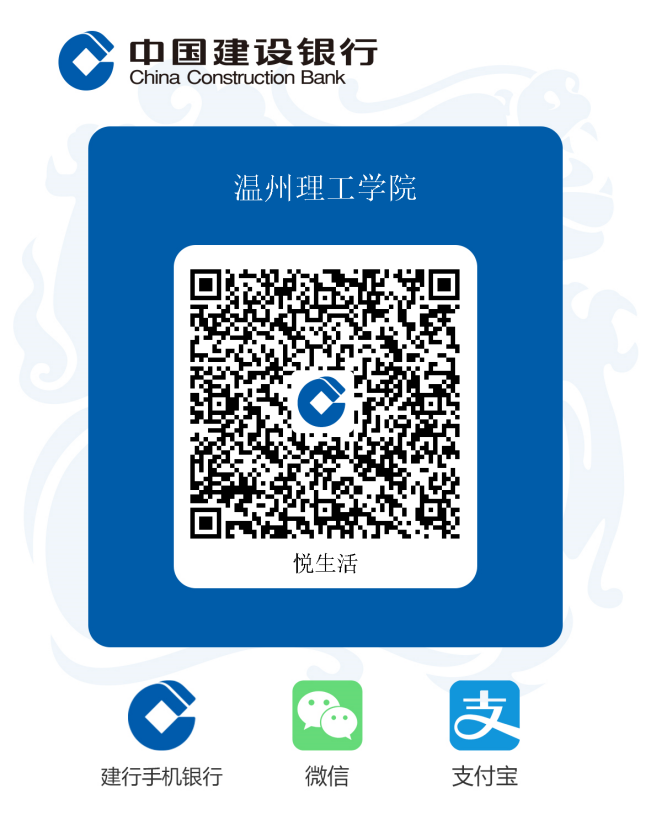 中国建设银行
China Construction Bank
温州理工学院
悦生活
建行手机银行
微信
支付宝